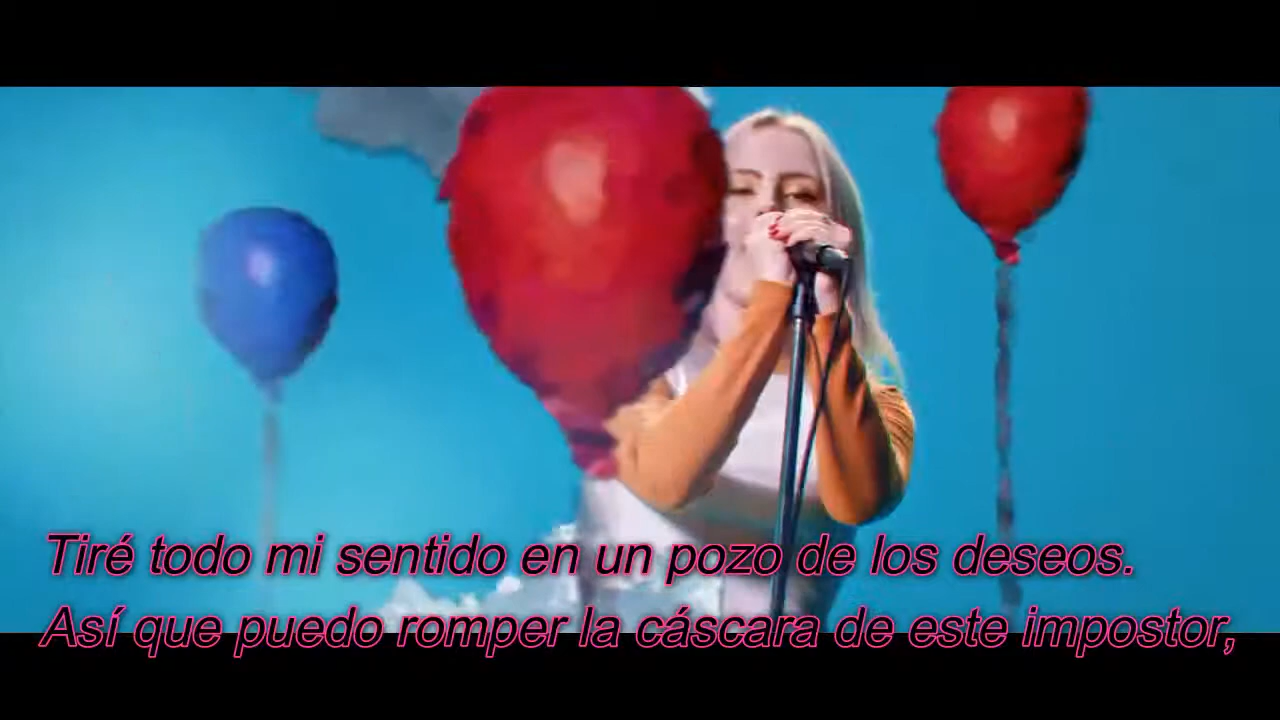 Tiré todo mi sentido en un pozo de los deseos.
Así que puedo romper la cáscara de este impostor,